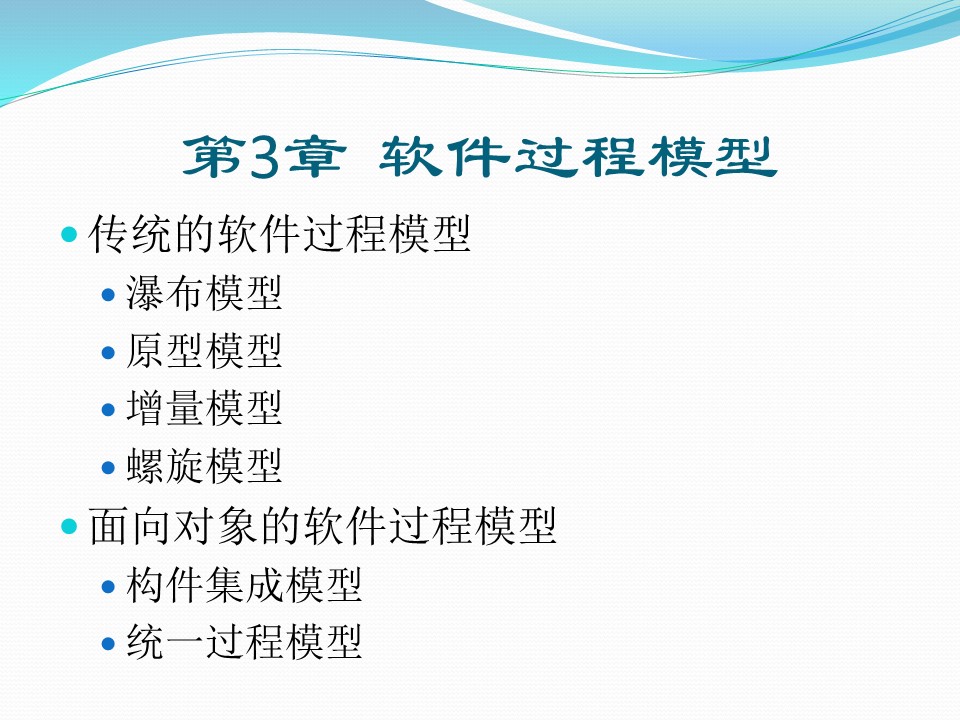 第3章 软件过程模型
传统的软件过程模型
瀑布模型
原型模型
增量模型
螺旋模型
面向对象的软件过程模型
构件集成模型
统一过程模型